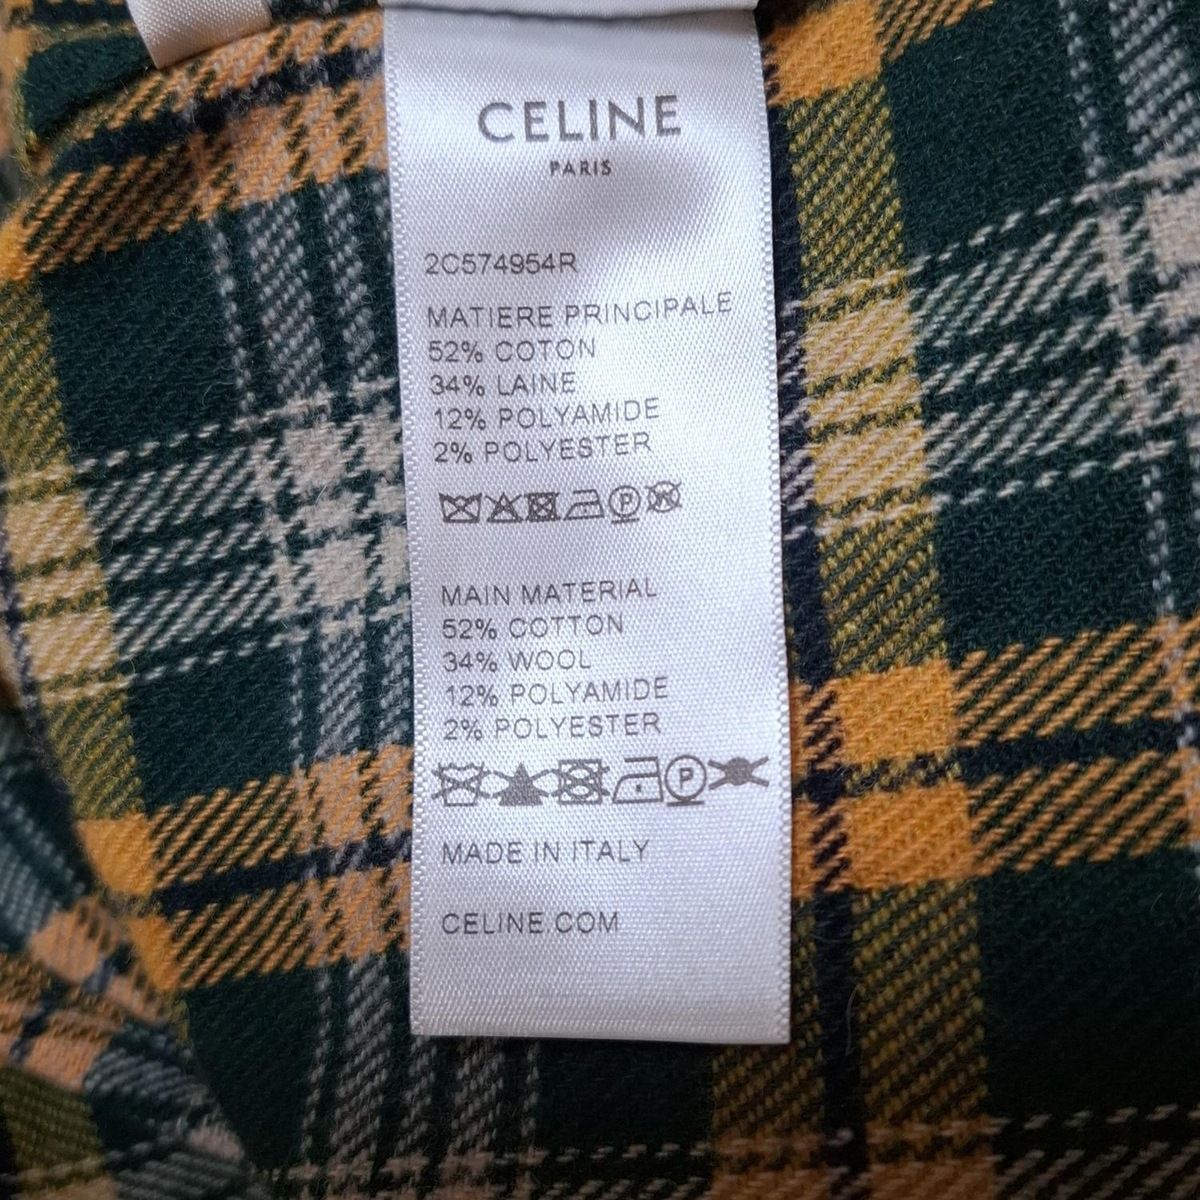 CELINE
PARIS
2C574954R
MATIERE PRINCIPALE
52% COTON
34% LAINE
12% POLYAMIDE
2% POLYESTER
P W
MAIN MATERIAL
52% COTTON
34% WOOL
12% POLYAMIDE
2% POLYESTER
P
MADE IN ITALY
CELINE.COM